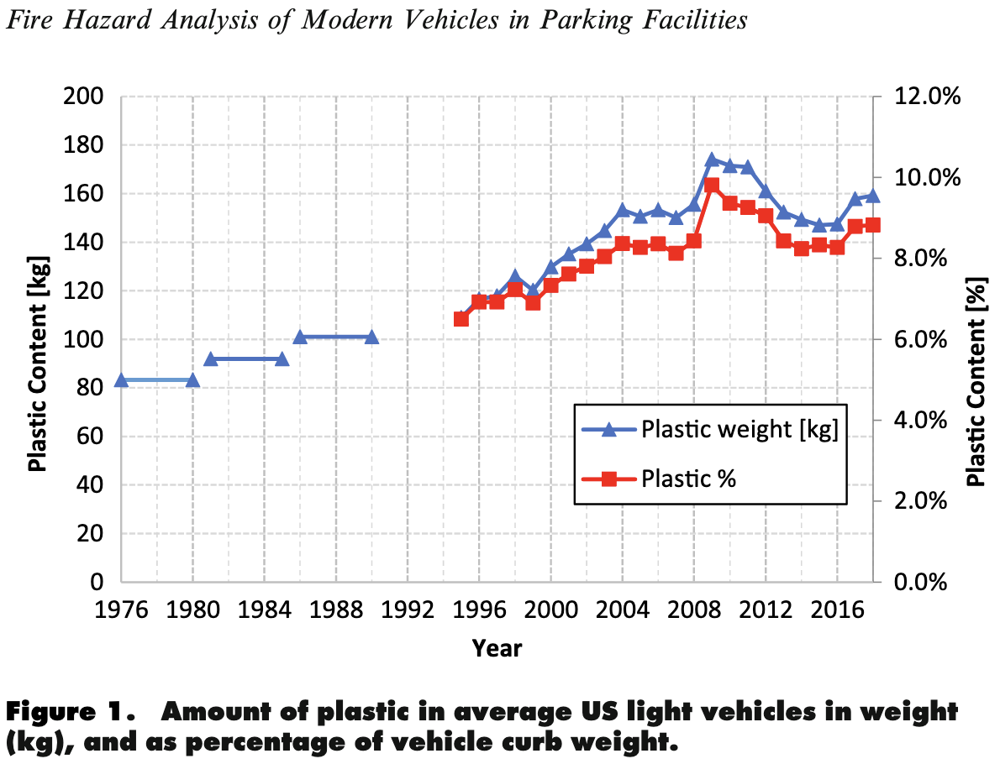 Fire Hazard Analysis of Modern Vehicles in Parking Facilities
200
180
160
140
120
100
80
60
40
20
0
Plastic Content [kg]
12.0%
10.0%
8.0%
6.0%
4.0%
2.0%
0.0%
Plastic Content [%]
Plastic weight [kg]
Plastic %
1976 1980 1984 1988 1992 1996 2000 2004 2008 2012 2016
Year
Figure 1. Amount of plastic in average US light vehicles in weight
(kg), and as percentage of vehicle curb weight.